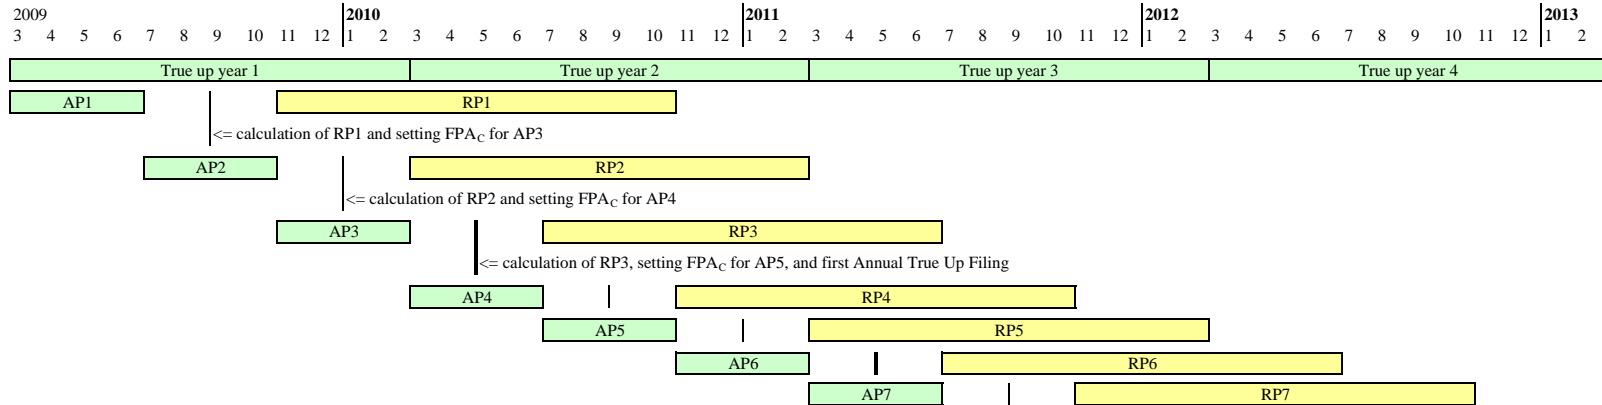 2009 2010 2011 2012 2013
3 4 5 6 7 8 9 10 11 12 1 2 3 4 5 6 7 8 9 10 11 12 1 2 3 4 5 6 7 8 9 10 11 12 1 2 3 4 5 6 7 8 9 10 11 12 1 2
True up year 1 True up year 2 True up year 3 True up year 4
AP1 RP1
<= calculation of RP1 and setting FPAC for AP3
AP2 RP2
<= calculation of RP2 and setting FPAC for AP4
AP3 RP3
<= calculation of RP3, setting FPAC for AP5, and first Annual True Up Filing
AP4 RP4
AP5 RP5
AP6 RP6
AP7 RP7